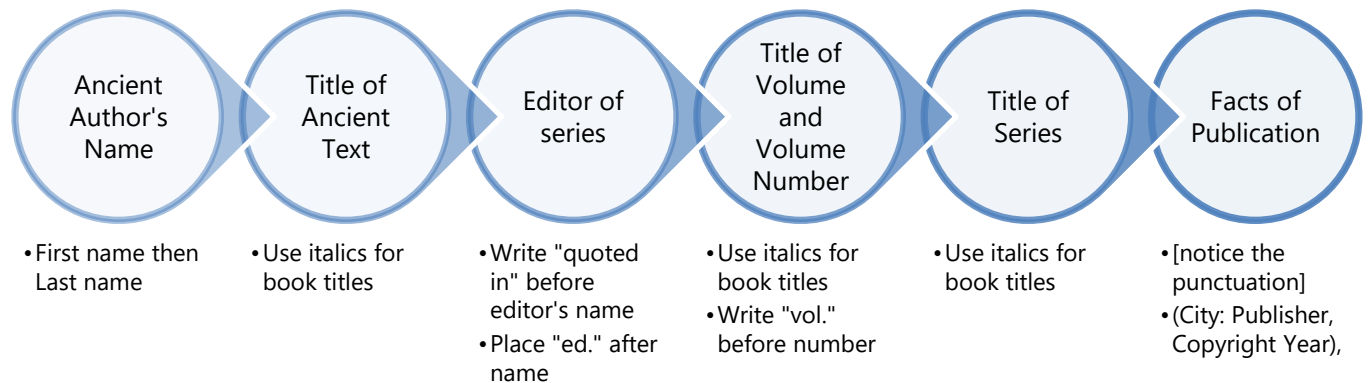 Ancient
Author's
Name
Title of
Ancient
Text
Editor of
series
Title of
Volume
and
Volume
Number
Title of
Series
Facts of
Publication
•First name then
Last name
•Use italics for
book titles
•Write "quoted
in" before
editor's name
•Place "ed." after
name
•Use italics for
book titles
•Write "vol."
before number
•Use italics for
book titles
•[notice the
punctuation]
•(City: Publisher,
Copyright Year),